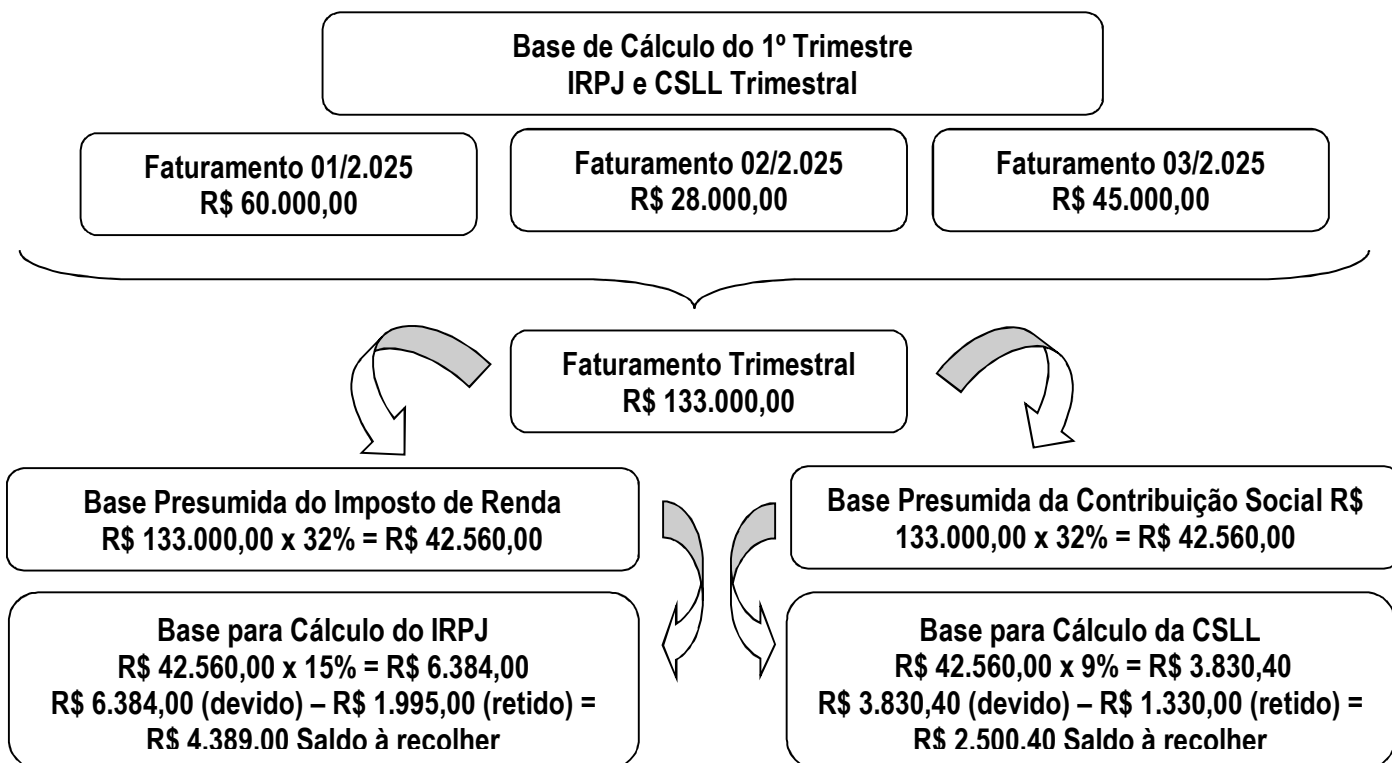 Base de Cálculo do 1º Trimestre
IRPJ e CSLL Trimestral
Faturamento 01/2.025
R$ 60.000,00
Faturamento 02/2.025
R$ 28.000,00
Faturamento 03/2.025
R$ 45.000,00
Faturamento Trimestral
R$ 133.000,00
Base Presumida do Imposto de Renda
R$ 133.000,00 x 32% = R$ 42.560,00
Base Presumida da Contribuição Social R$
133.000,00 x 32% = R$ 42.560,00
Base para Cálculo do IRPJ
R$ 42.560,00 x 15% = R$ 6.384,00
R$ 6.384,00 (devido) – R$ 1.995,00 (retido) =
R$ 4.389,00 Saldo à recolher
Base para Cálculo da CSLL
R$ 42.560,00 x 9% = R$ 3.830,40
R$ 3.830,40 (devido) – R$ 1.330,00 (retido) =
R$ 2.500,40 Saldo à recolher